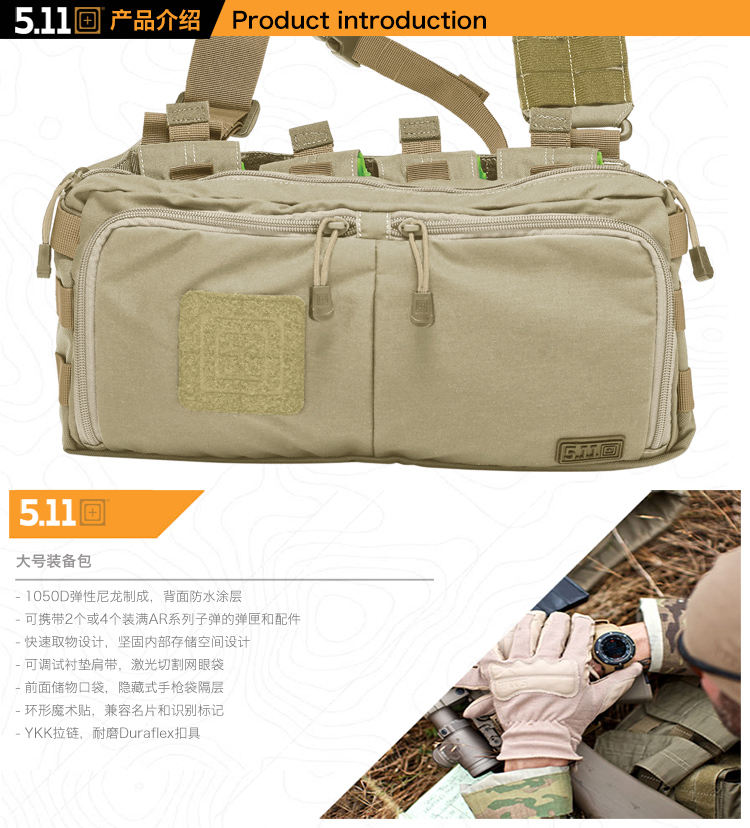 5.11 产品介绍 Product introduction
5.11
5.11
大号装备包
- 1050D弹性尼龙制成，背面防水涂层
- 可携带2个或4个装满AR系列子弹的弹匣和配件
- 快速取物设计，坚固内部存储空间设计
- 可调试衬垫肩带，激光切割网眼袋
- 前面储物口袋，隐藏式手枪袋隔层
- 环形魔术贴，兼容名片和识别标记
- YKK拉链，耐磨Duraflex扣具